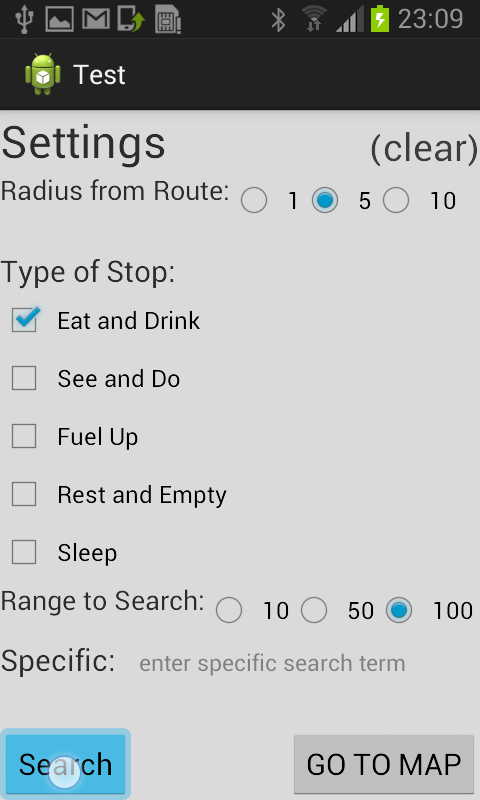 23:09
Test
Settings (clear)
Radius from Route: 1 5 10
Type of Stop:
Eat and Drink
See and Do
Fuel Up
Rest and Empty
Sleep
Range to Search: 10 50 100
Specific: enter specific search term
Search GO TO MAP